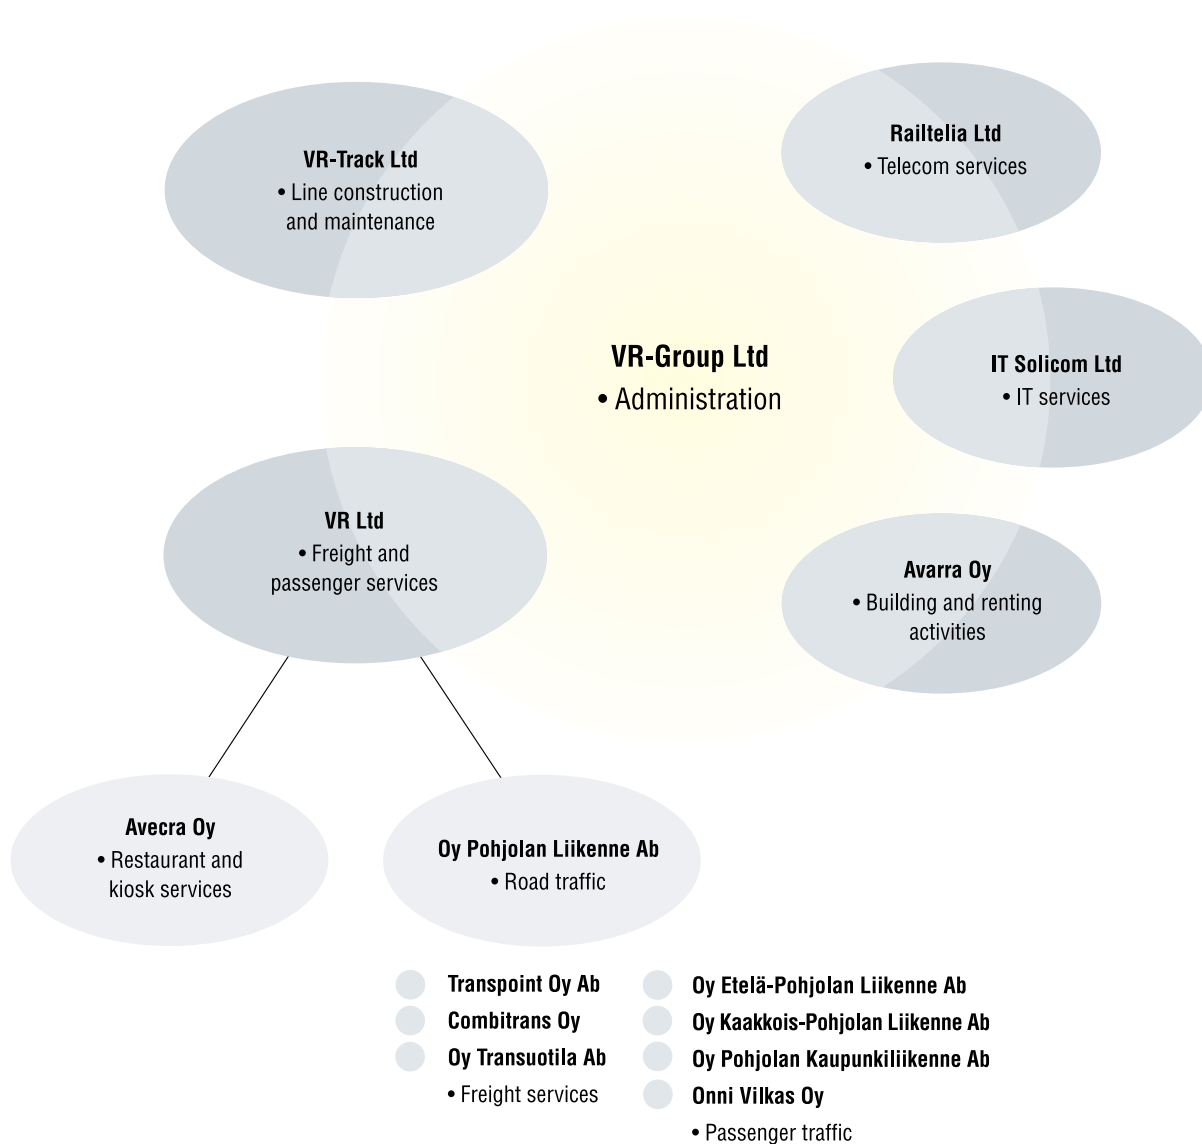 VR-Track Ltd
• Line construction
and maintenance
Railtelia Ltd
• Telecom services
VR-Group Ltd
• Administration
IT Solicom Ltd
• IT services
VR Ltd
• Freight and
passenger services
Avarra Oy
• Building and renting
activities
Avecra Oy
• Restaurant and
kiosk services
Oy Pohjolan Liikenne Ab
• Road traffic
Transpoint Oy Ab
Combitrans Oy
Oy Transuotila Ab
• Freight services
Oy Etelä-Pohjolan Liikenne Ab
Oy Kaakkois-Pohjolan Liikenne Ab
Oy Pohjolan Kaupunkiliikenne Ab
Onni Vilkas Oy
• Passenger traffic